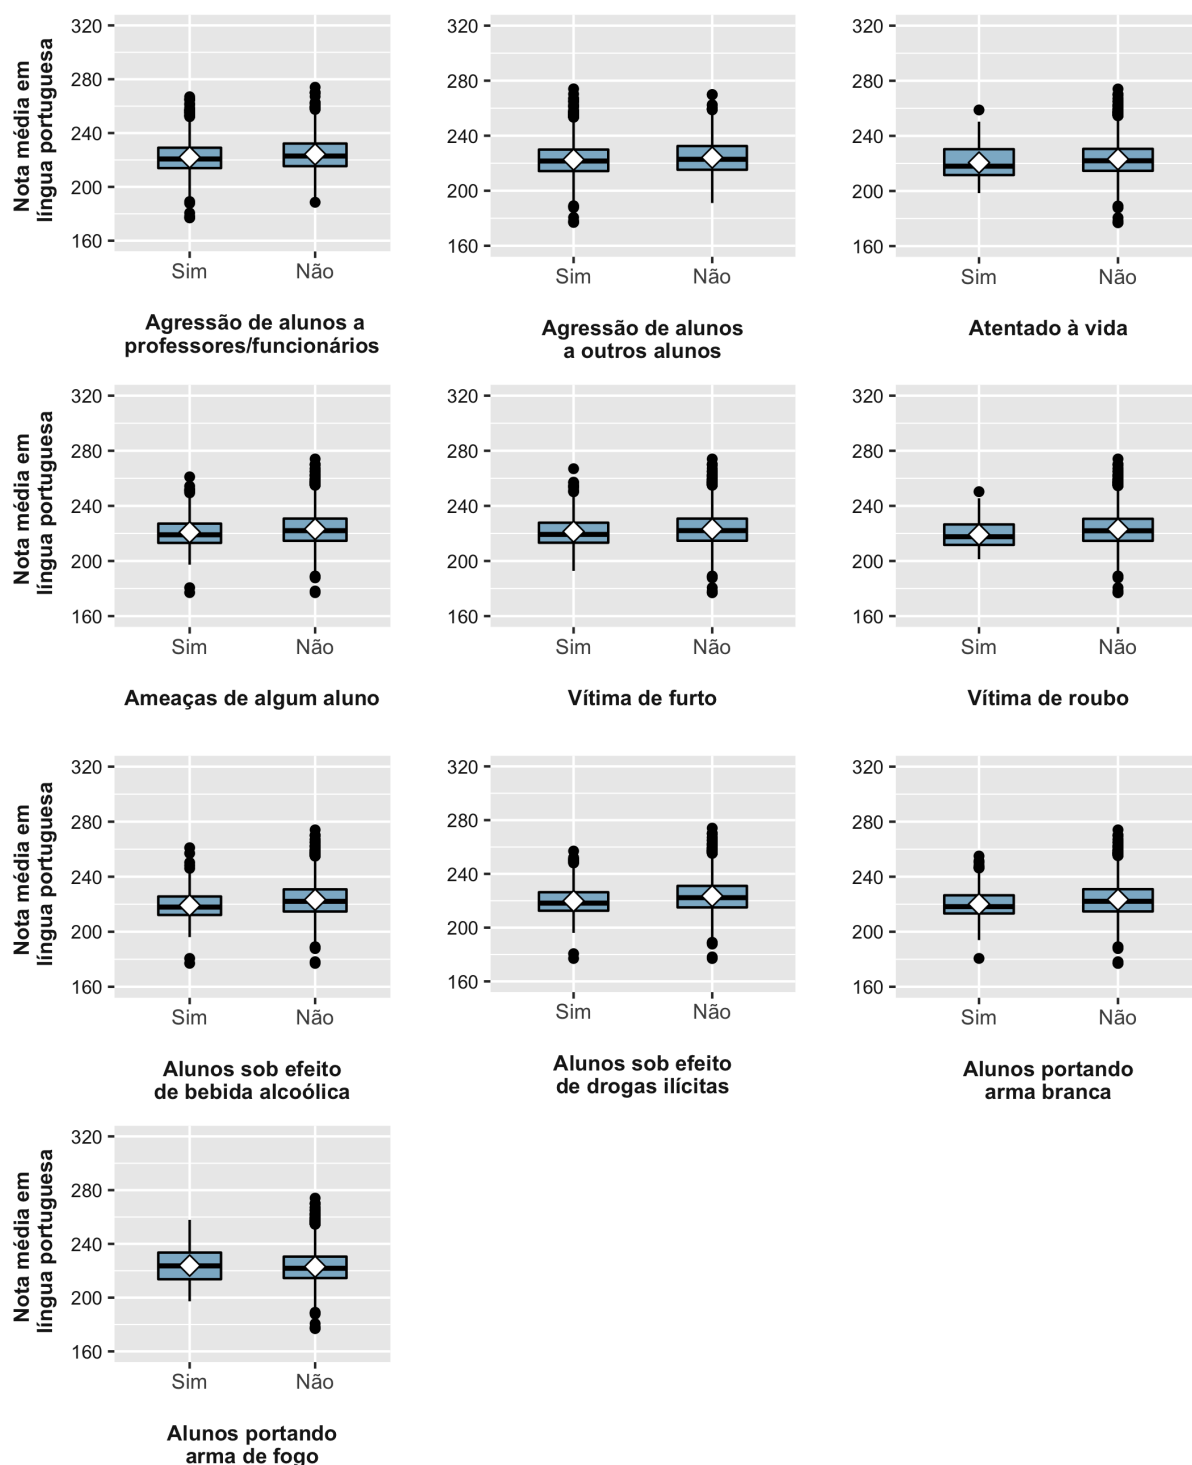 Nota média em
língua portuguesa
320
280
240
200
160
Sim
Não
Agressão de alunos a
professores/funcionários
320
280
240
200
160
Sim
Não
Agressão de alunos
a outros alunos
320
280
240
200
160
Sim
Não
Atentado à vida
Nota média em
língua portuguesa
320
280
240
200
160
Sim
Não
Ameaças de algum aluno
320
280
240
200
160
Sim
Não
Vítima de furto
320
280
240
200
160
Sim
Não
Vítima de roubo
Nota média em
língua portuguesa
320
280
240
200
160
Sim
Não
Alunos sob efeito
de bebida alcoólica
320
280
240
200
160
Sim
Não
Alunos sob efeito
de drogas ilícitas
320
280
240
200
160
Sim
Não
Alunos portando
arma branca
Nota média em
língua portuguesa
320
280
240
200
160
Sim
Não
Alunos portando
arma de fogo